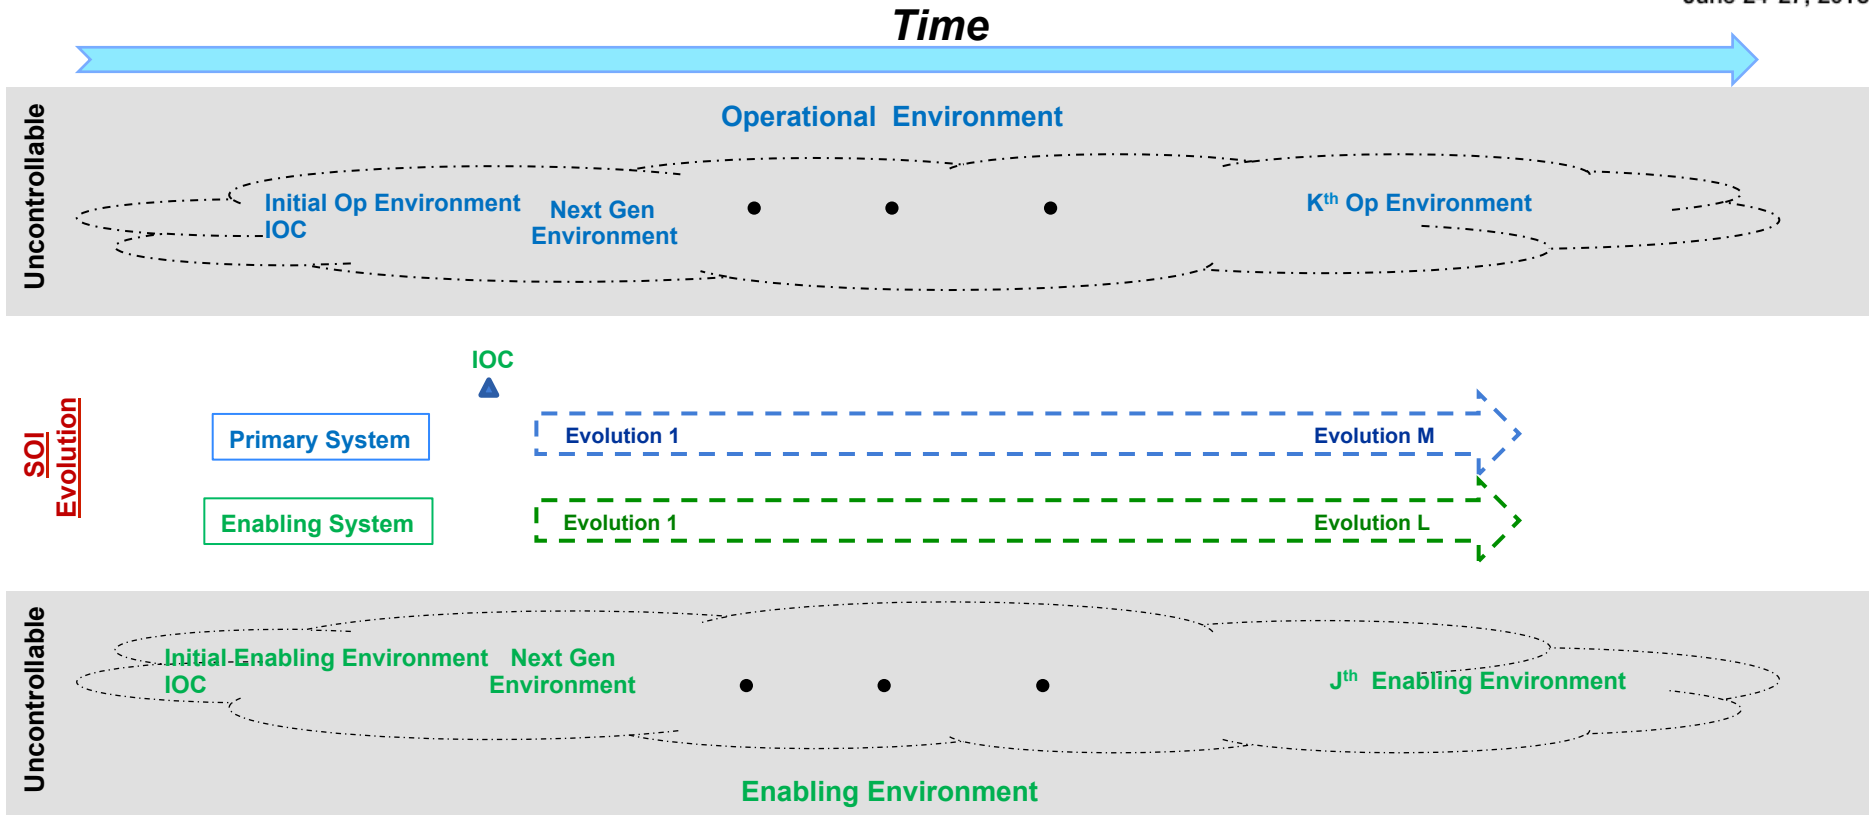 Time
Uncontrollable
Operational Environment
Initial Op Environment
IOC
Next Gen
Environment
Kth Op Environment
IOC
SOI
Evolution
Primary System
Evolution 1
Evolution M
Enabling System
Evolution 1
Evolution L
Uncontrollable
Initial Enabling Environment
IOC
Next Gen
Environment
Jth Enabling Environment
Enabling Environment